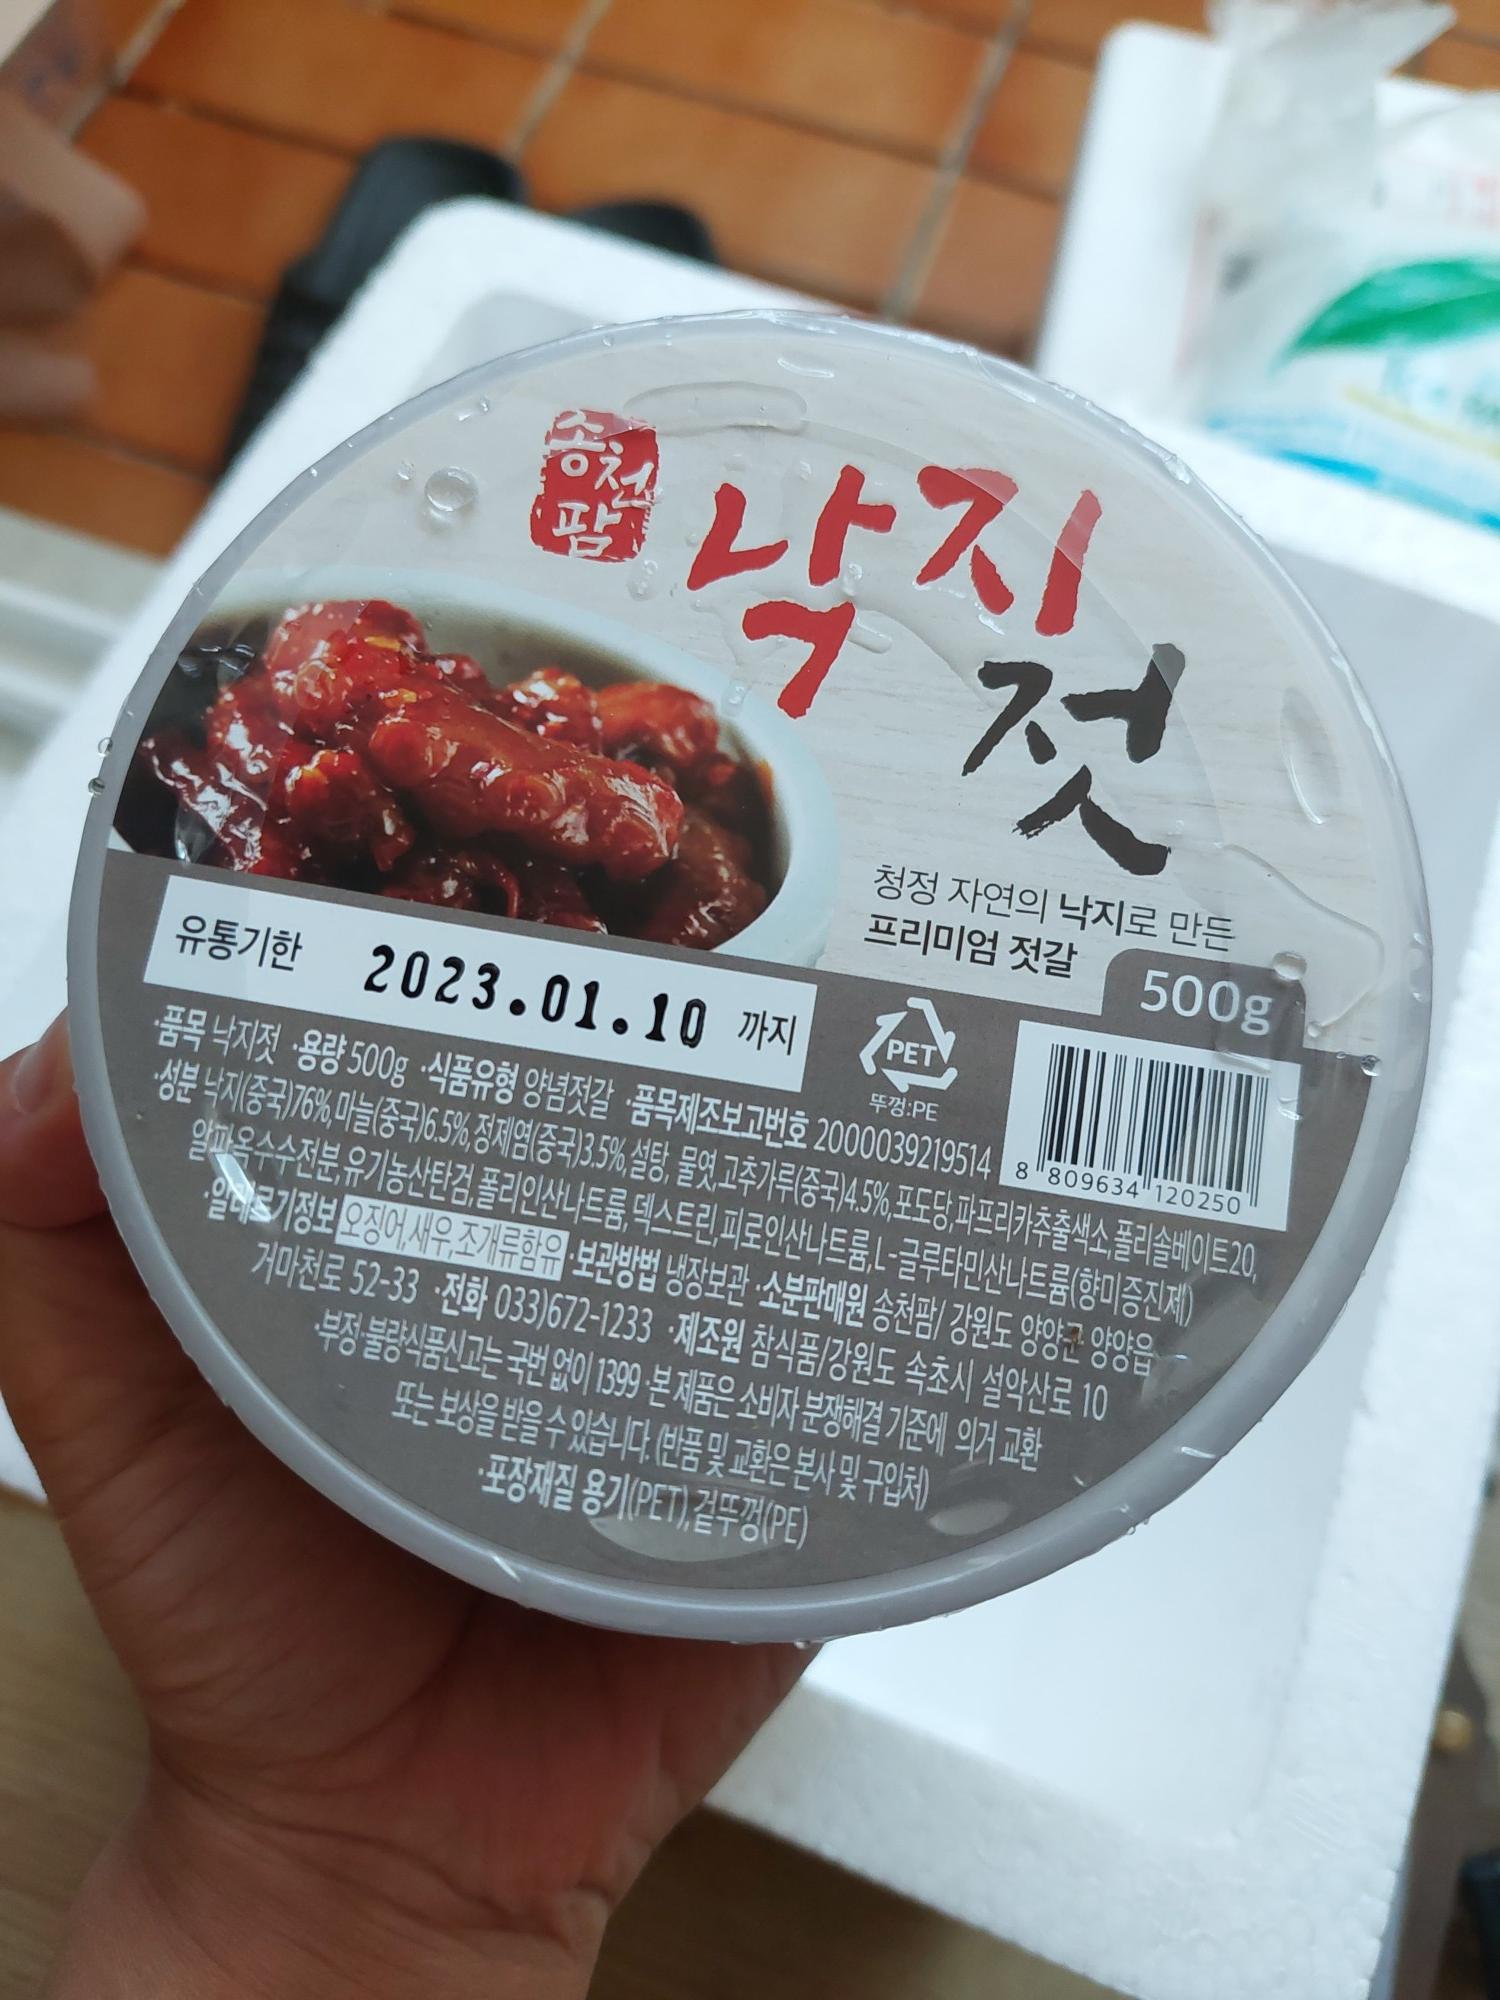 송천팜
낙지
젓
청정 자연의 낙지로 만든
프리미엄 젓갈
500g
유통기한 2023.01.10 까지
PET
뚜껑:PE
8 809634 120250
·품목 낙지젓 ·용량 500g ·식품유형 양념젓갈 ·품목제조보고번호 2000039219514
·성분 낙지(중국)76%,마늘(중국)6.5%,정제염(중국)3.5%,설탕, 물엿,고추가루(중국)4.5%,포도당,파프리카추출색소,폴리솔베이트20,
알파옥수수전분,유기농산탄검,폴리인산나트륨,덱스트린,피로인산나트륨,L-글루타민산나트륨(향미증진제)
·알레르기정보 오징어,새우,조개류함유 ·보관방법 냉장보관 ·소분판매원 송천팜/ 강원도 양양군 양양읍
거마천로 52-33 ·전화 033)672-1233 ·제조원 참식품/강원도 속초시 설악산로 10
·부정·불량식품신고는 국번 없이 1399 ·본 제품은 소비자 분쟁해결 기준에 의거 교환
또는 보상을 받을 수 있습니다. (반품 및 교환은 본사 및 구입처)
·포장재질 용기(PET),겉뚜껑(PE)